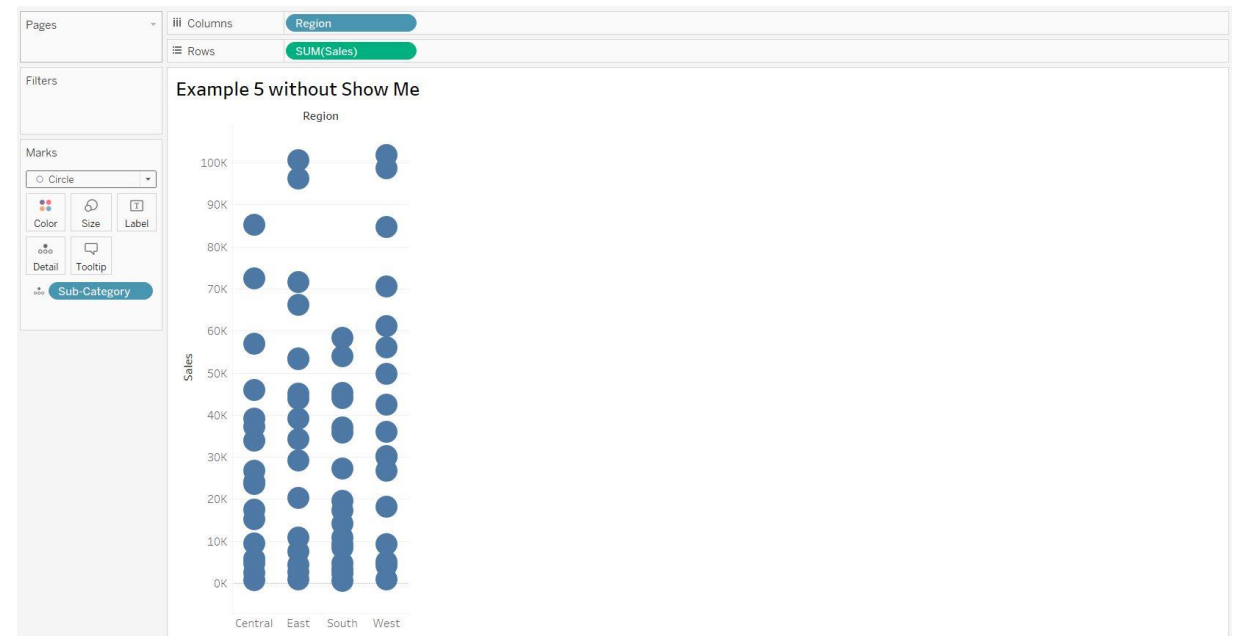 Pages
Columns
Region
Rows
SUM(Sales)
Filters
Marks
Circle
Color
Size
Label
Detail
Tooltip
Sub-Category
Example 5 without Show Me
Region
100K
90K
80K
70K
60K
50K
40K
30K
20K
10K
0K
Sales
Central East South West